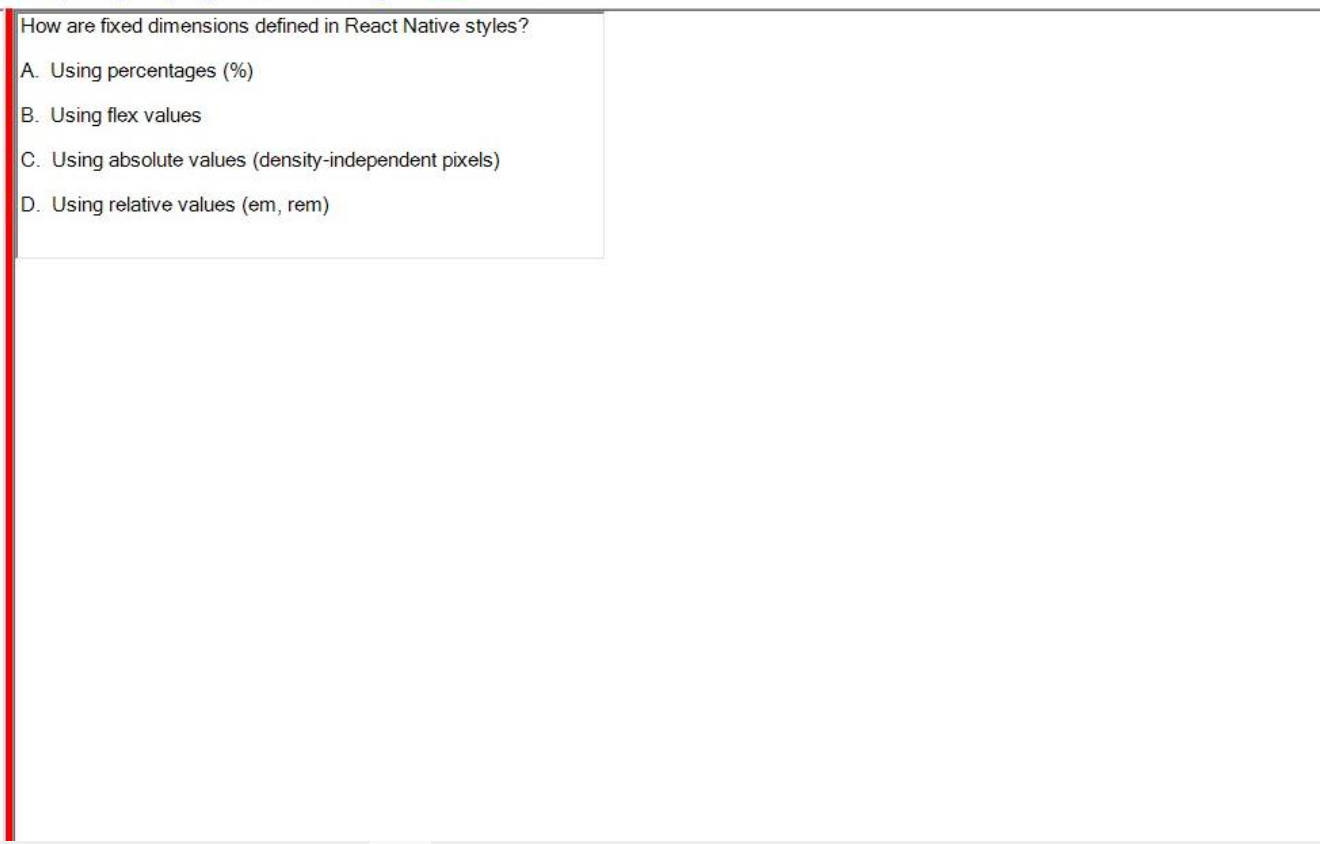 How are fixed dimensions defined in React Native styles?
A. Using percentages (%)
B. Using flex values
C. Using absolute values (density-independent pixels)
D. Using relative values (em, rem)